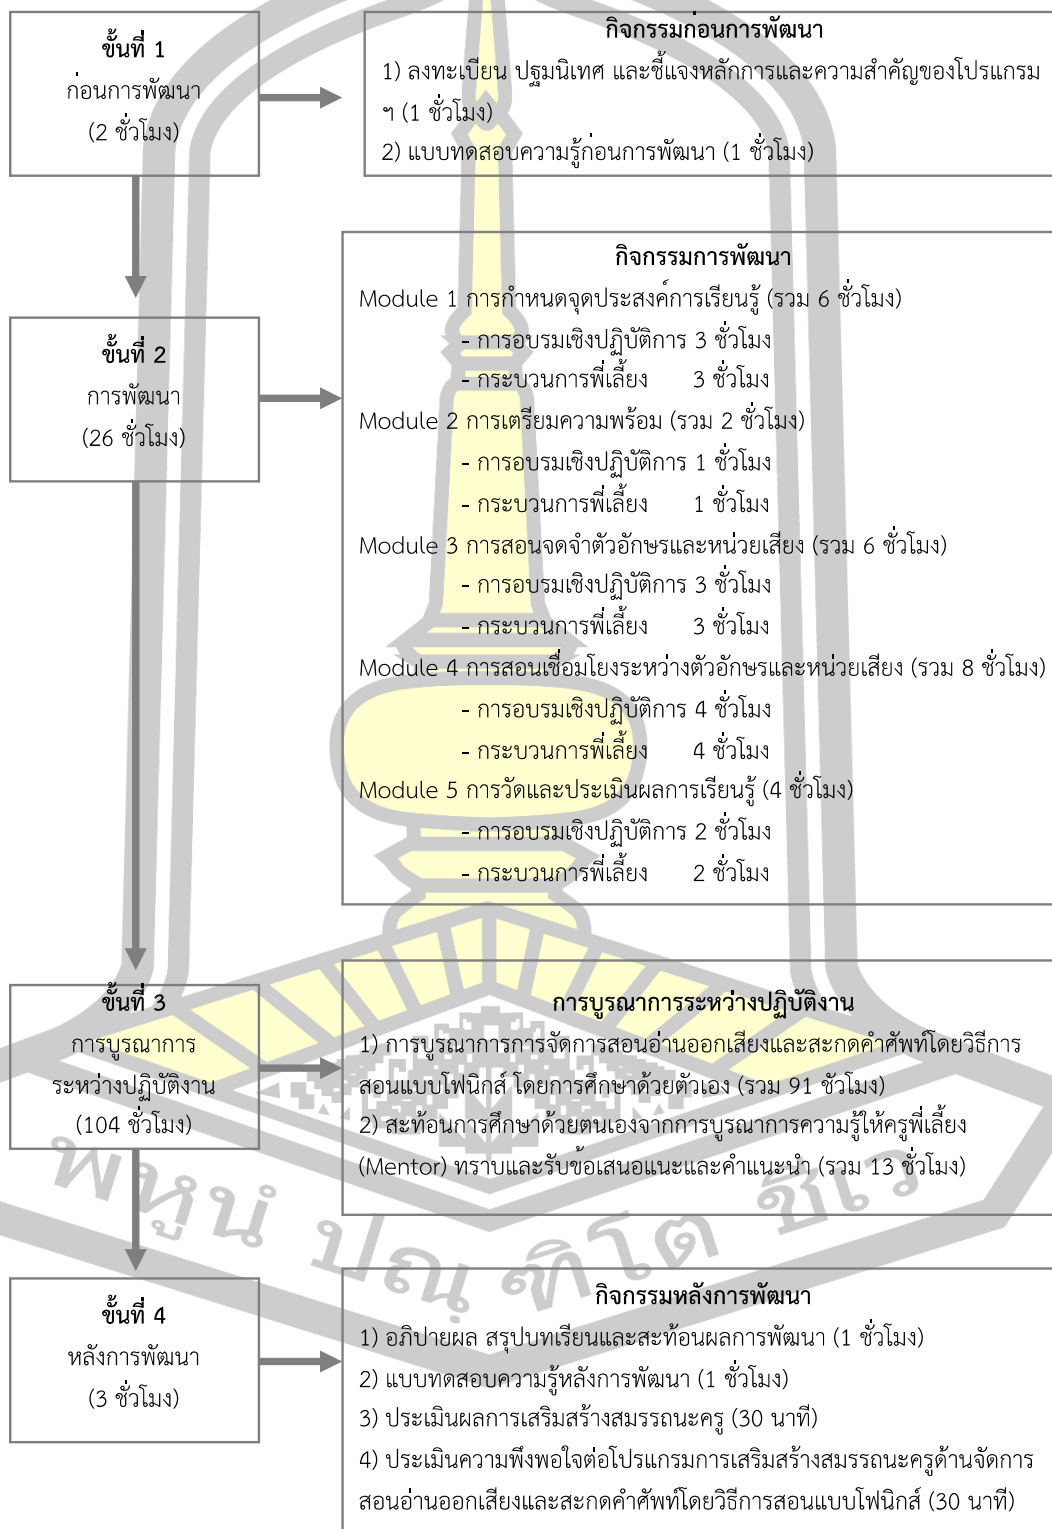 ขั้นที่ 1
ก่อนการพัฒนา
(2 ชั่วโมง)
กิจกรรมก่อนการพัฒนา
1) ลงทะเบียน ปฐมนิเทศ และชี้แจงหลักการและความสำคัญของโปรแกรม
ฯ (1 ชั่วโมง)
2) แบบทดสอบความรู้ก่อนการพัฒนา (1 ชั่วโมง)
ขั้นที่ 2
การพัฒนา
(26 ชั่วโมง)
กิจกรรมการพัฒนา
Module 1 การกำหนดจุดประสงค์การเรียนรู้ (รวม 6 ชั่วโมง)
- การอบรมเชิงปฏิบัติการ 3 ชั่วโมง
- กระบวนการพี่เลี้ยง 3 ชั่วโมง
Module 2 การเตรียมความพร้อม (รวม 2 ชั่วโมง)
- การอบรมเชิงปฏิบัติการ 1 ชั่วโมง
- กระบวนการพี่เลี้ยง 1 ชั่วโมง
Module 3 การสอนจดจำตัวอักษรและหน่วยเสียง (รวม 6 ชั่วโมง)
- การอบรมเชิงปฏิบัติการ 3 ชั่วโมง
- กระบวนการพี่เลี้ยง 3 ชั่วโมง
Module 4 การสอนเชื่อมโยงระหว่างตัวอักษรและหน่วยเสียง (รวม 8 ชั่วโมง)
- การอบรมเชิงปฏิบัติการ 4 ชั่วโมง
- กระบวนการพี่เลี้ยง 4 ชั่วโมง
Module 5 การวัดและประเมินผลการเรียนรู้ (4 ชั่วโมง)
- การอบรมเชิงปฏิบัติการ 2 ชั่วโมง
- กระบวนการพี่เลี้ยง 2 ชั่วโมง
ขั้นที่ 3
การบูรณาการ
ระหว่างปฏิบัติงาน
(104 ชั่วโมง)
การบูรณาการระหว่างปฏิบัติงาน
1) การบูรณาการการจัดการสอนอ่านออกเสียงและสะกดคำศัพท์โดยวิธีการ
สอนแบบโฟนิกส์ โดยการศึกษาด้วยตัวเอง (รวม 91 ชัวโมง)
2) สะท้อนการศึกษาด้วยตนเองจากการบูรณาการความรู้ให้ครูพี่เลี้ยง
(Mentor) ทราบและรับข้อเสนอแนะและคำแนะนำ (รวม 13 ชั่วโมง)
พหูนํ ปณฺฑิโต ชีเว
ขั้นที่ 4
หลังการพัฒนา
(3 ชั่วโมง)
กิจกรรมหลังการพัฒนา
1) อภิปายผล สรุปบทเรียนและสะท้อนผลการพัฒนา (1 ชั่วโมง)
2) แบบทดสอบความรู้หลังการพัฒนา (1 ชั่วโมง)
3) ประเมินผลการเสริมสร้างสมรรถนะครู (30 นาที)
4) ประเมินความพึงพอใจต่อโปรแกรมการเสริมสร้างสมรรถนะครูด้านจัดการ
สอนอ่านออกเสียงและสะกดคำศัพท์โดยวิธีการสอนแบบโฟนิกส์ (30 นาที)